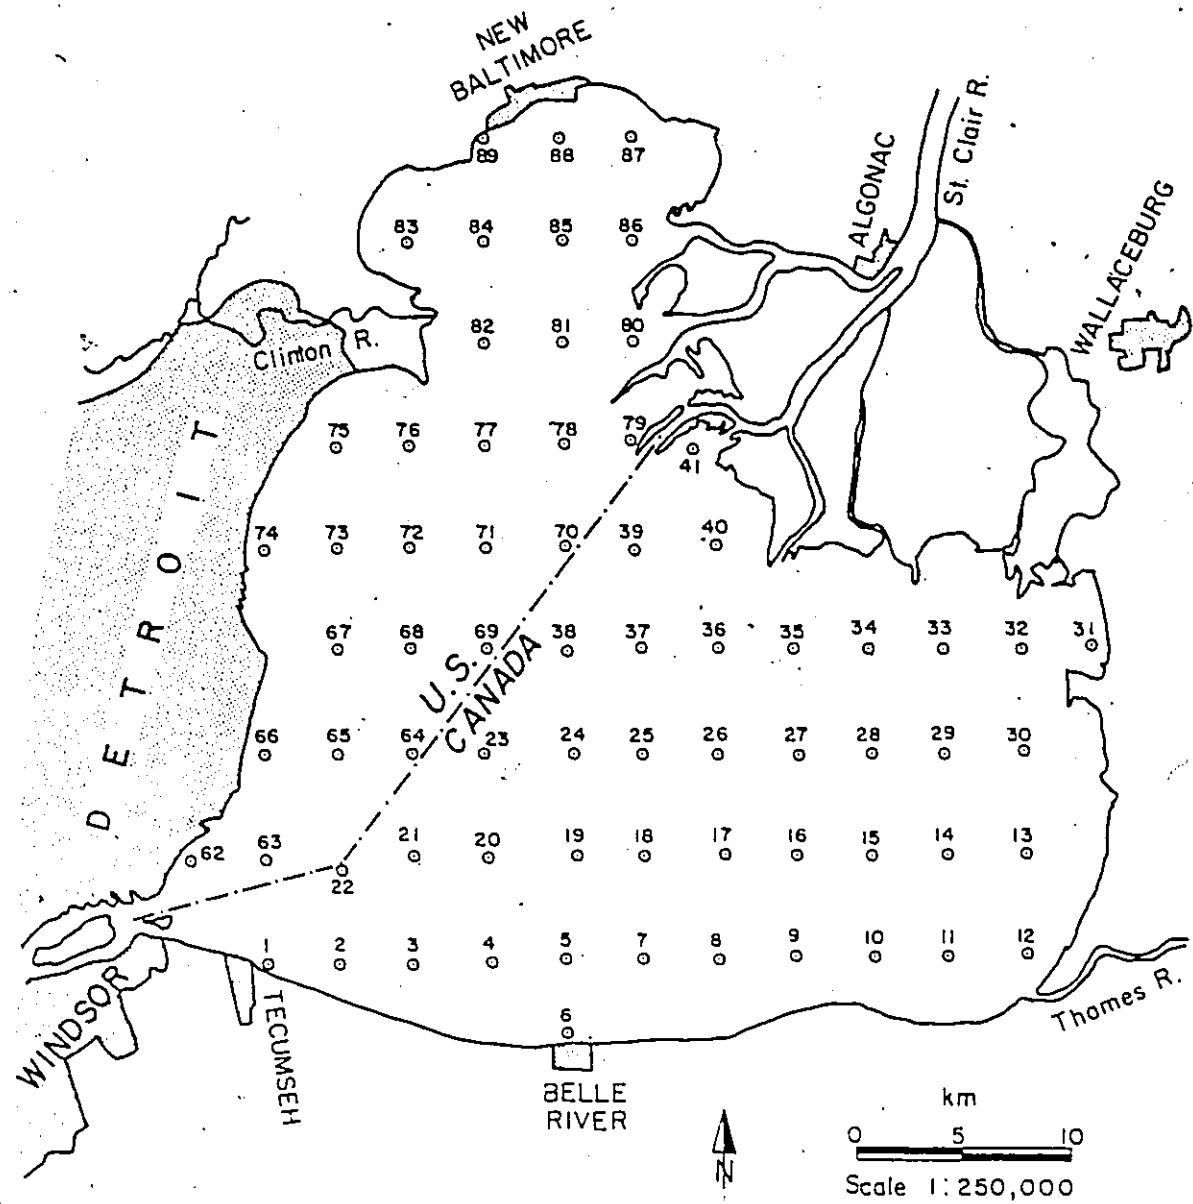 NEW
BALTIMORE
89 88 87
St. Clair R.
ALGONAC
WALLACEBURG
83 84 85 86
82 81 80
Clinton R.
75 76 77 78 79
41
DETROIT
74 73 72 71 70 39 40
67 68 69 38 37 36 35 34 33 32 31
U.S.
CANADA
66 65 64 23 24 25 26 27 28 29 30
62 63 21 20 19 18 17 16 15 14 13
22
1 2 3 4 5 7 8 9 10 11 12
6
WINDSOR
TECUMSEH
Thames R.
BELLE
RIVER
N
km
0 5 10
Scale 1:250,000